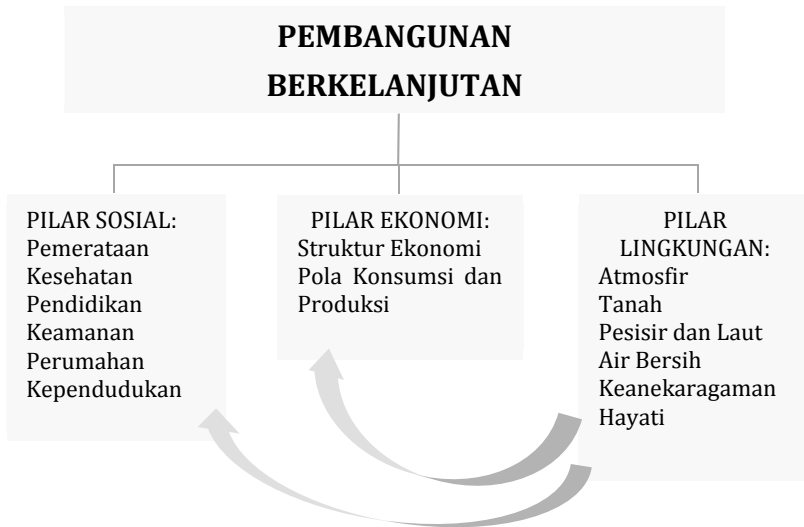 PEMBANGUNAN
BERKELANJUTAN
PILAR SOSIAL:
Pemerataan
Kesehatan
Pendidikan
Keamanan
Perumahan
Kependudukan
PILAR EKONOMI:
Struktur Ekonomi
Pola Konsumsi dan
Produksi
PILAR
LINGKUNGAN:
Atmosfir
Tanah
Pesisir dan Laut
Air Bersih
Keanekaragaman
Hayati